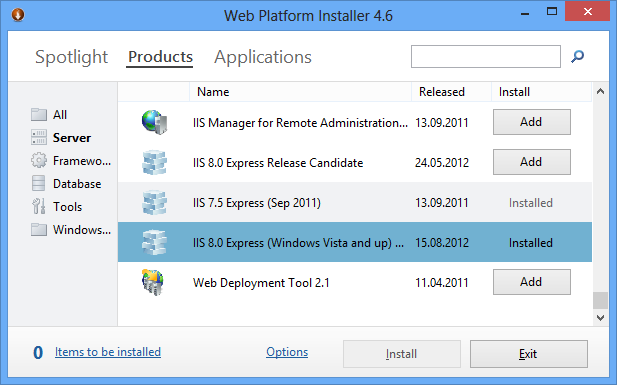 Web Platform Installer 4.6
Spotlight Products Applications
Name Released Install
All
Server
Framewo...
Database
Tools
Windows...
IIS Manager for Remote Administration... 13.09.2011 Add
IIS 8.0 Express Release Candidate 24.05.2012 Add
IIS 7.5 Express (Sep 2011) 13.09.2011 Installed
IIS 8.0 Express (Windows Vista and up) ... 15.08.2012 Installed
Web Deployment Tool 2.1 11.04.2011 Add
0 Items to be installed Options Install Exit